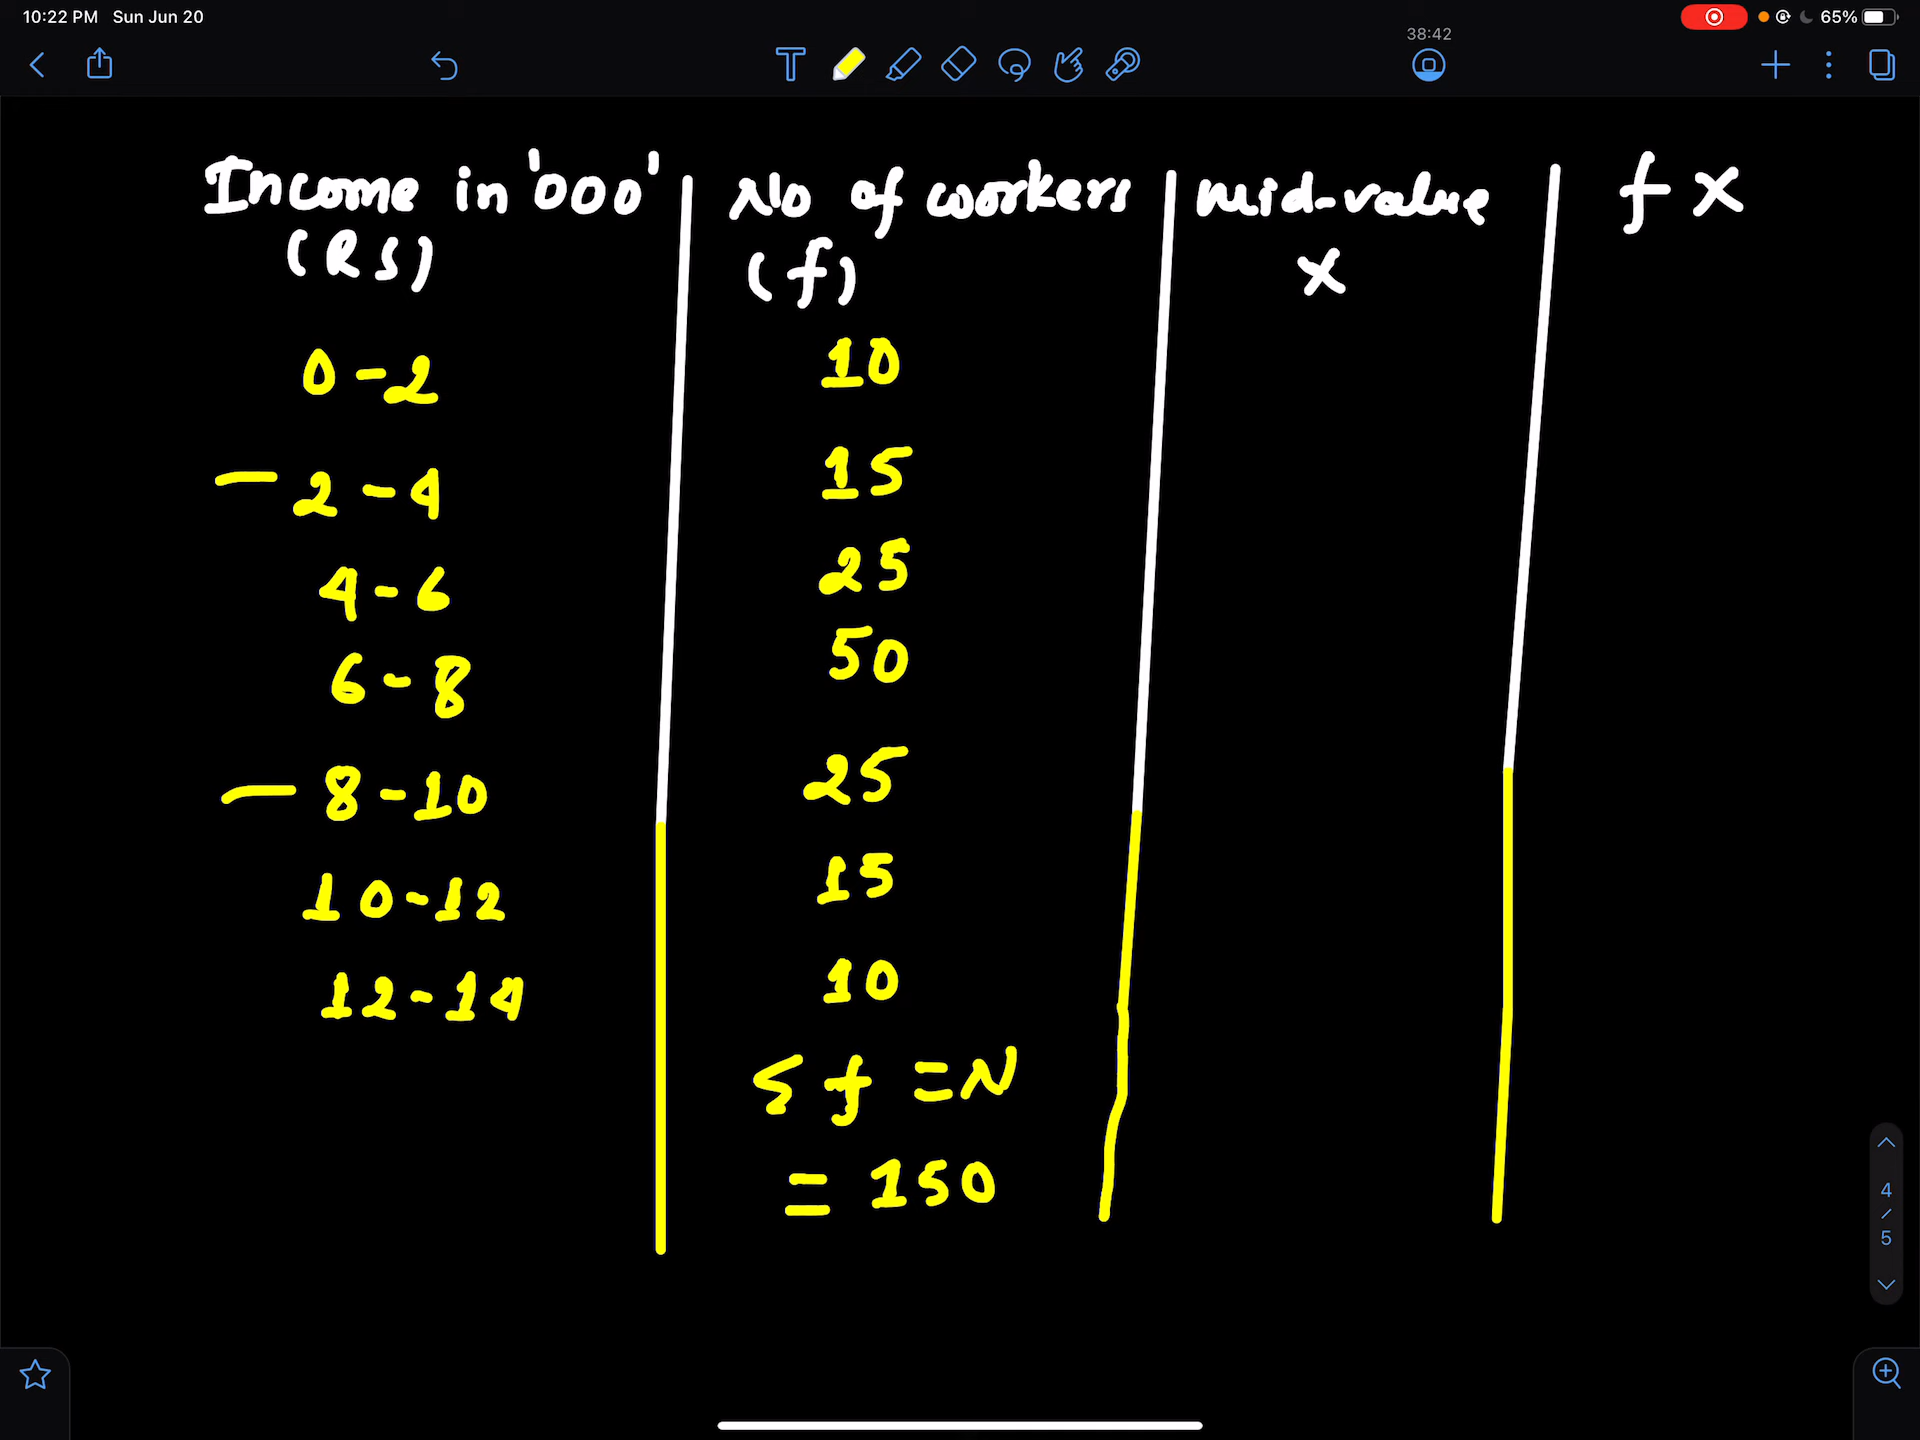 10:22 PM Sun Jun 20
65%
38:42
Income in '000' No of workers mid-value fx
(RS) (f) x
0-2 10
- 2-4 15
4-6 25
6-8 50
- 8-10 25
10-12 15
12-14 10
Σf = N
= 150
4
/
5